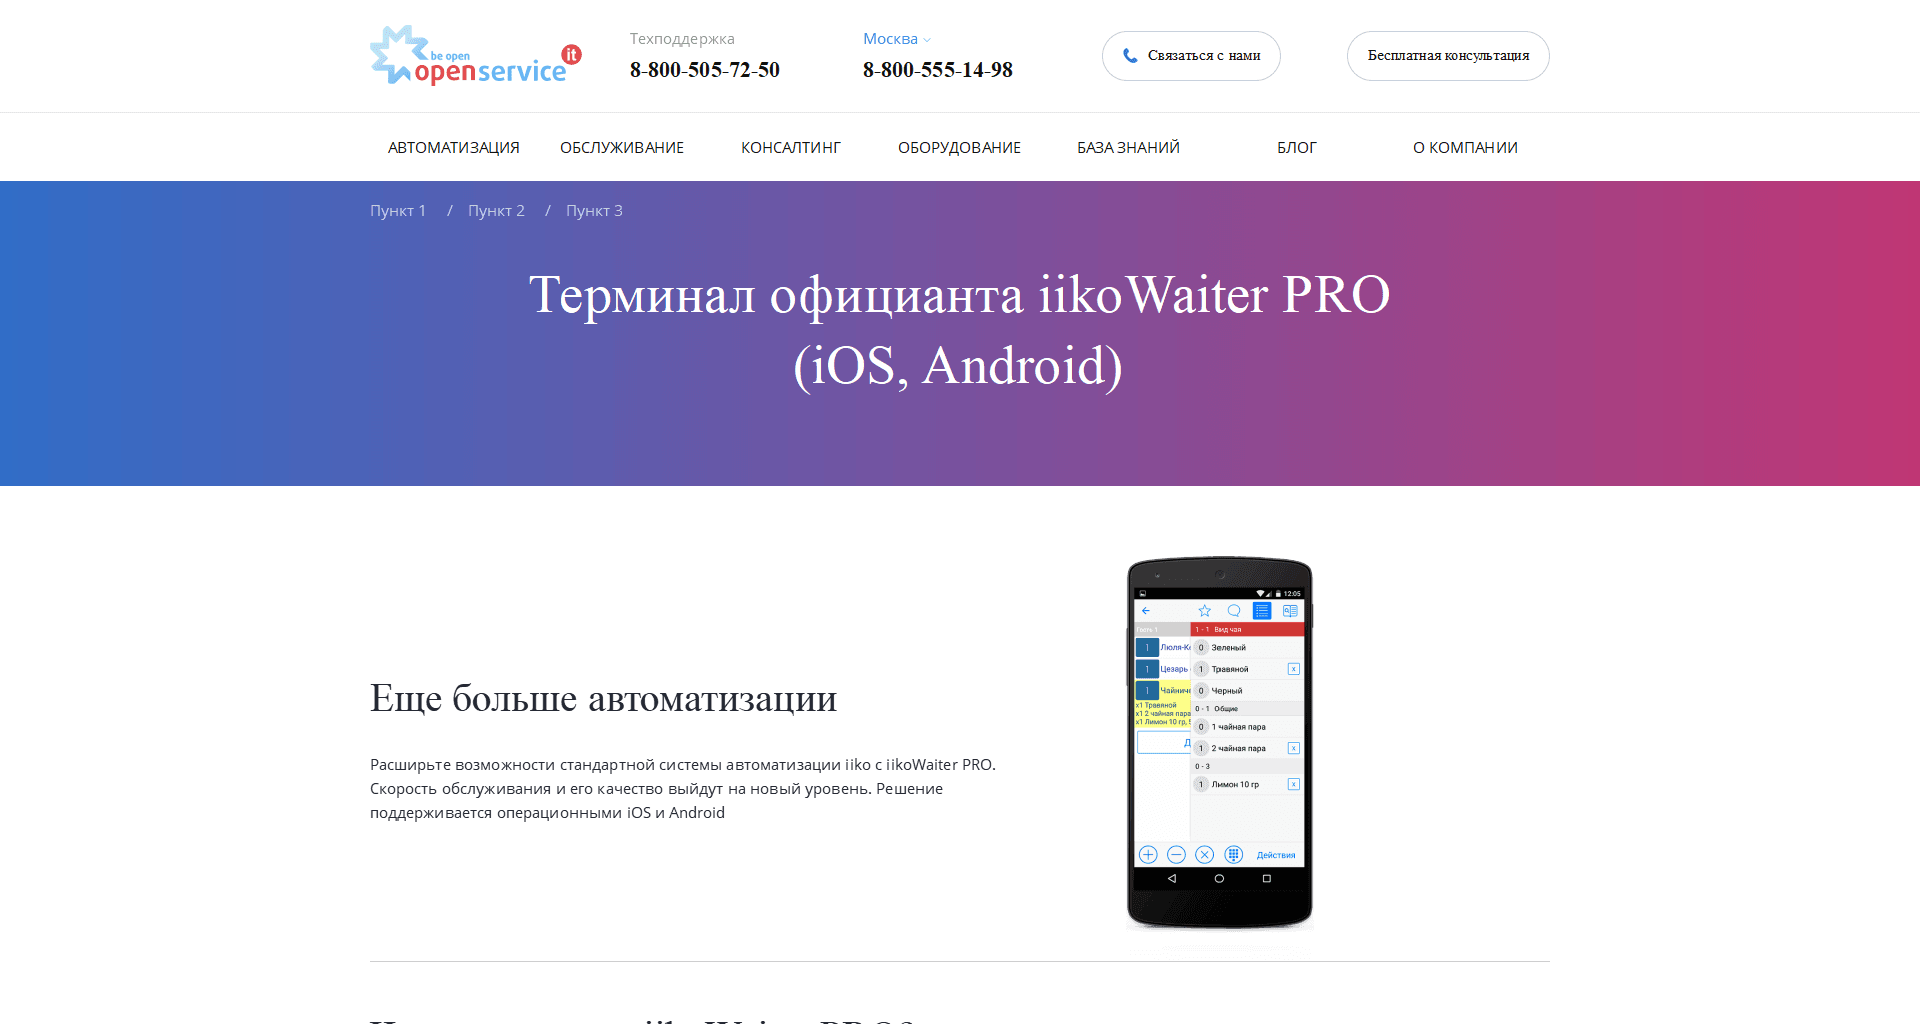 be open
openservice it
Техподдержка
8-800-505-72-50
Москва
8-800-555-14-98
Связаться с нами
Бесплатная консультация
АВТОМАТИЗАЦИЯ
ОБСЛУЖИВАНИЕ
КОНСАЛТИНГ
ОБОРУДОВАНИЕ
БАЗА ЗНАНИЙ
БЛОГ
О КОМПАНИИ
Пункт 1 / Пункт 2 / Пункт 3
Терминал официанта iikoWaiter PRO
(iOS, Android)
Еще больше автоматизации
Расширьте возможности стандартной системы автоматизации iiko с iikoWaiter PRO.
Скорость обслуживания и его качество выйдут на новый уровень. Решение
поддерживается операционными iOS и Android
12:05
Гость 1
1 - 1 Вид чая
1 Люля-К
0 Зеленый
1 Цезарь
1 Травяной x
1 Чайниче
0 Черный
x1 Травяной
x1 2 чайная пара
x1 Лимон 10 гр,
0 - 1 Общие
0 1 чайная пара
Д
1 2 чайная пара x
0 - 3
1 Лимон 10 гр x
Действия